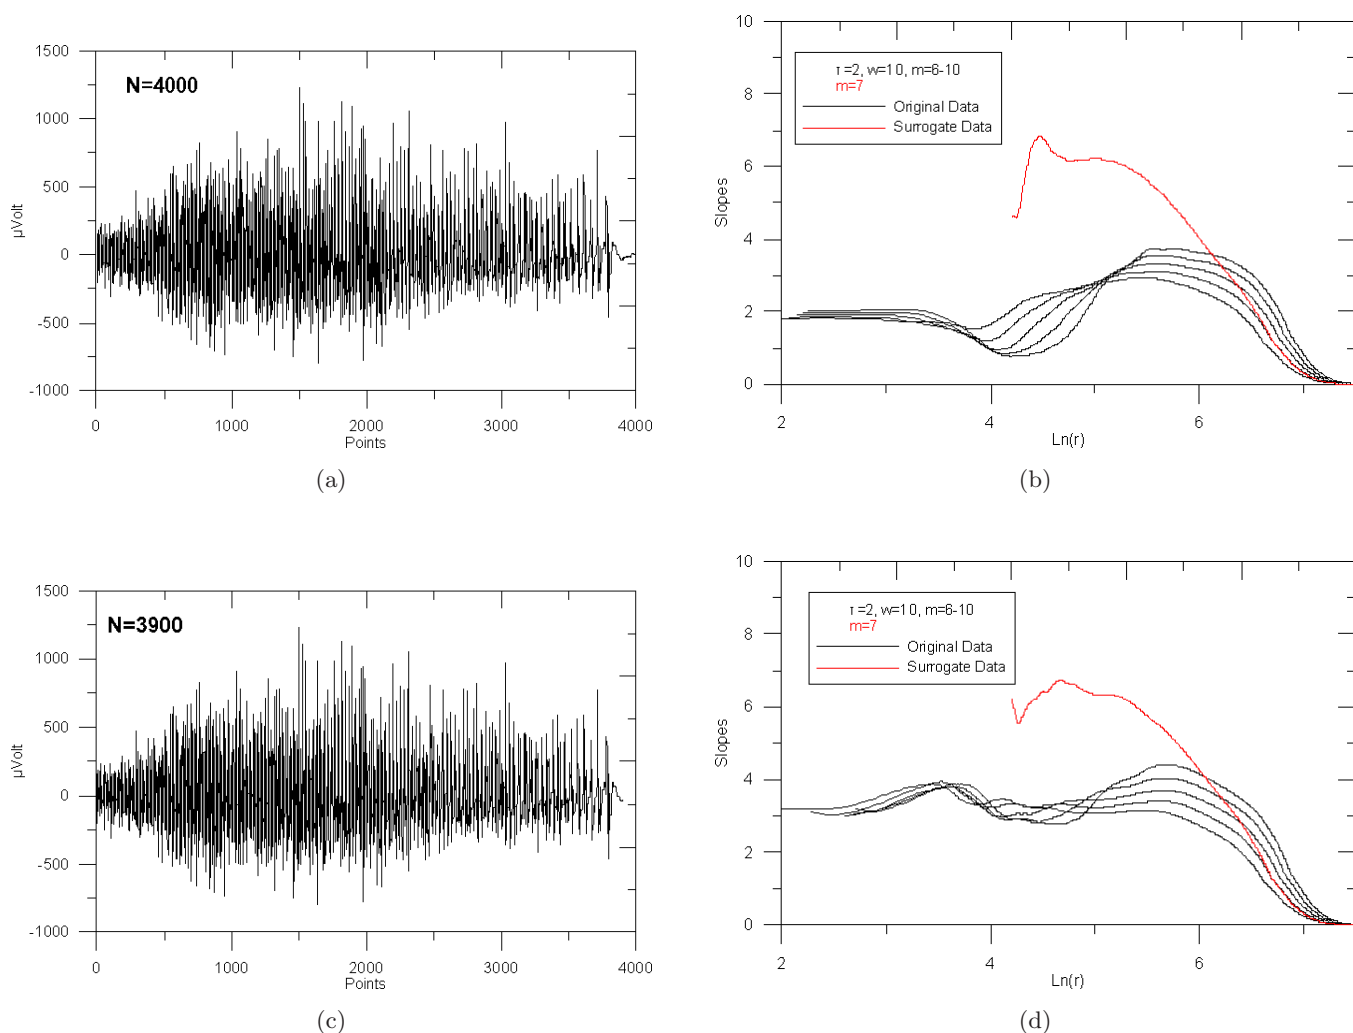 N=4000
1500
1000
500
0
-500
-1000
µVolt
0 1000 2000 3000 4000
Points
(a)
10
8
6
4
2
0
Slopes
τ=2, w=10, m=6-10
m=7
Original Data
Surrogate Data
2 4 6
Ln(r)
(b)
N=3900
1500
1000
500
0
-500
-1000
µVolt
0 1000 2000 3000 4000
Points
(c)
10
8
6
4
2
0
Slopes
τ=2, w=10, m=6-10
m=7
Original Data
Surrogate Data
2 4 6
Ln(r)
(d)